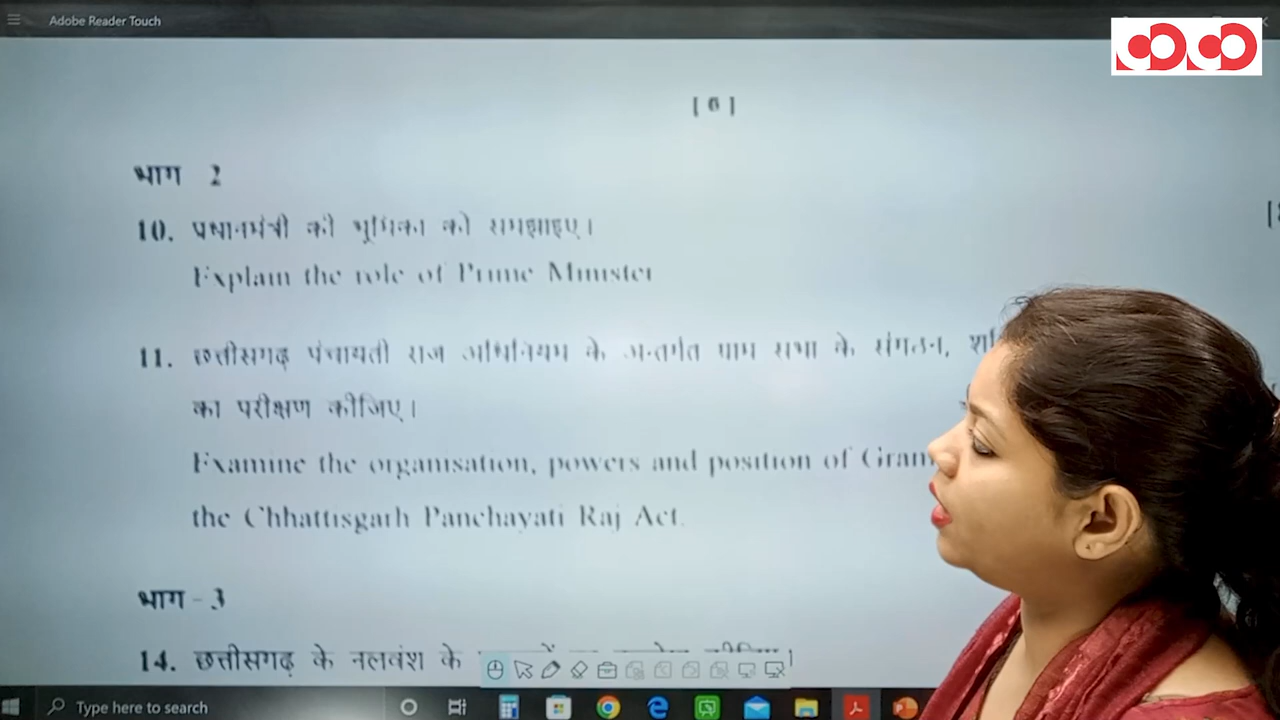 Adobe Reader Touch
[ 6 ]
भाग 2
10. प्रधानमंत्री की भूमिका को समझाइए।
Explain the role of Prime Minister
11. छत्तीसगढ़ पंचायती राज अधिनियम के अन्तर्गत ग्राम सभा के संगठन,
का परीक्षण कीजिए।
Examine the organisation, powers and position of Gram
the Chhattisgarh Panchayati Raj Act.
भाग - 3
14. छत्तीसगढ़ के नलवंश के
Type here to search